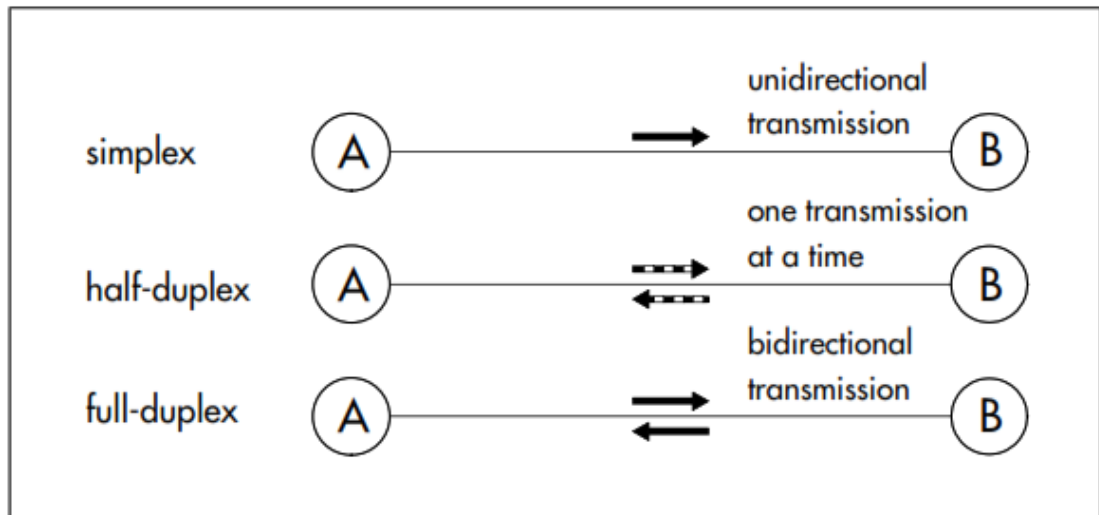 unidirectional
transmission
simplex
A
B
one transmission
at a time
half-duplex
A
B
bidirectional
transmission
full-duplex
A
B